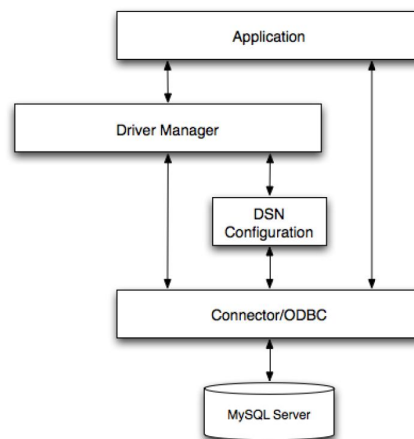 Application
Driver Manager
DSN
Configuration
Connector/ODBC
MySQL Server